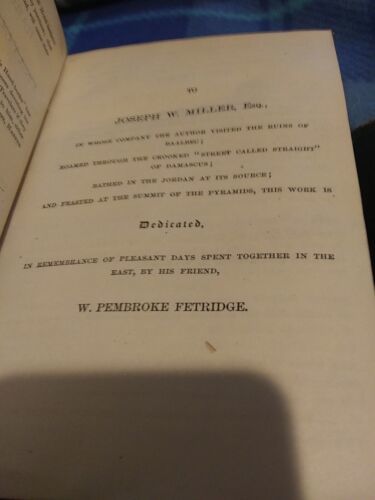 TO
JOSEPH W. MILLER, Esq.,
IN WHOSE COMPANY THE AUTHOR VISITED THE RUINS OF
BAALBEC;
ROAMED THROUGH THE CROOKED "STREET CALLED STRAIGHT"
OF DAMASCUS;
BATHED IN THE JORDAN AT ITS SOURCE;
AND FEASTED AT THE SUMMIT OF THE PYRAMIDS, THIS WORK IS
Dedicated,
IN REMEMBRANCE OF PLEASANT DAYS SPENT TOGETHER IN THE
EAST, BY HIS FRIEND,
W. PEMBROKE FETRIDGE.